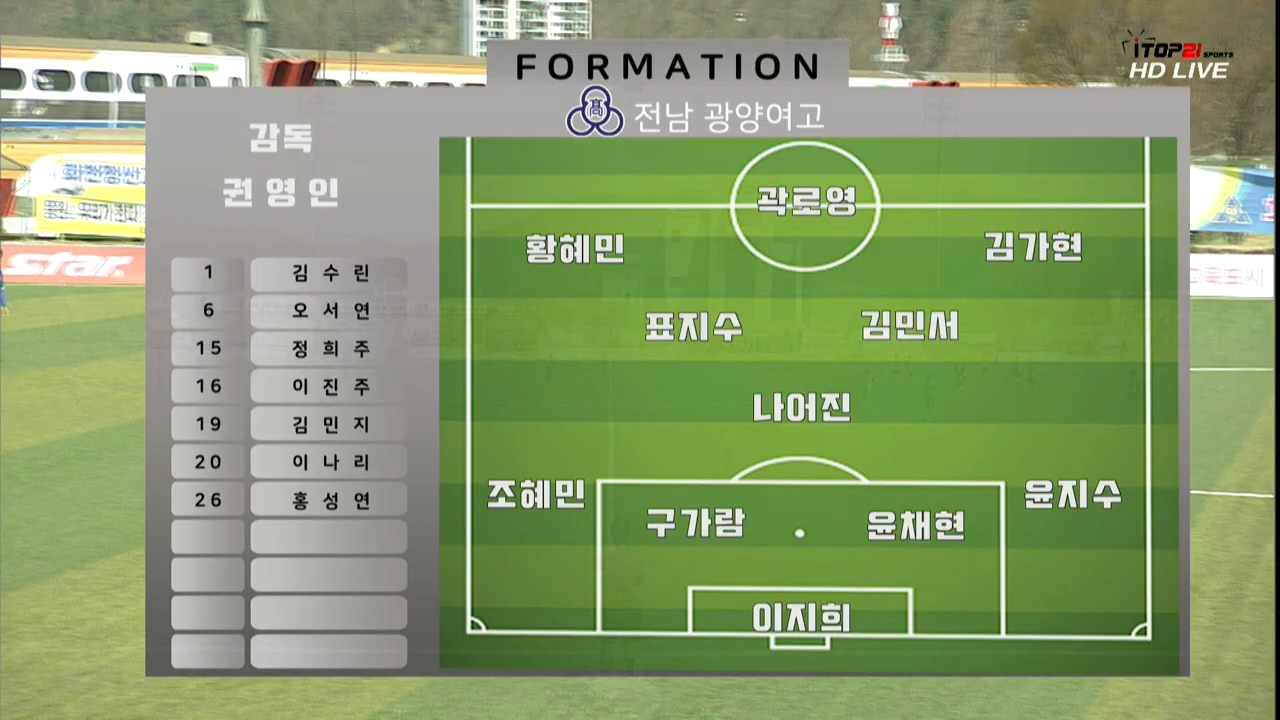 FORMATION
iTOP21 SPORTS
HD LIVE
高
전남 광양여고
감독
권영인
1 김수린
6 오서연
15 정희주
16 이진주
19 김민지
20 이나리
26 홍성연
곽로영
황혜민 김가현
표지수 김민서
나어진
조혜민 윤지수
구가람 윤채현
이지희
star